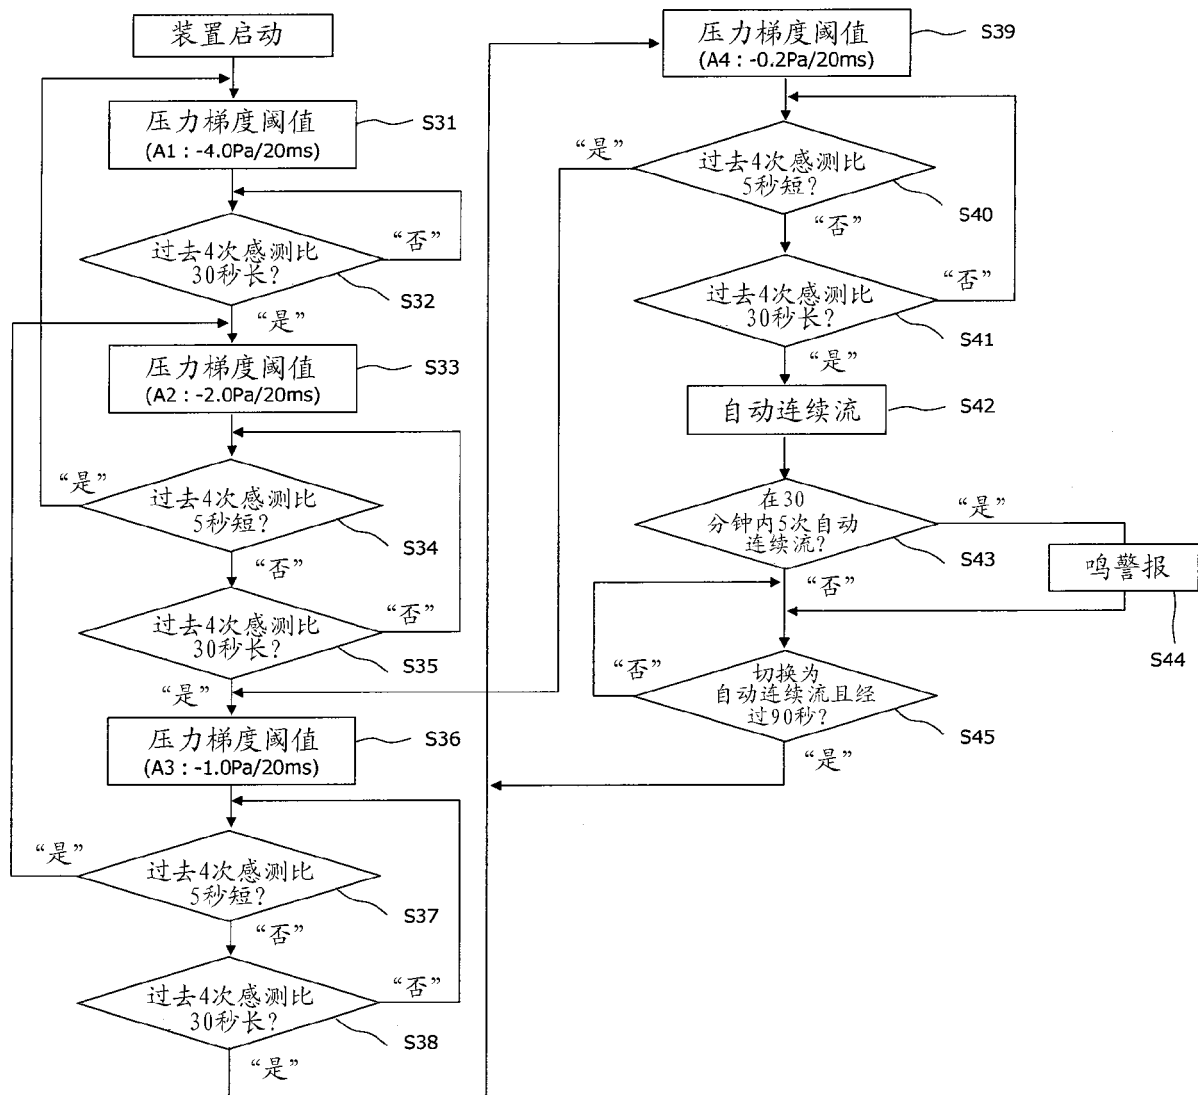 装置启动
压力梯度阈值
(A1：-4.0Pa/20ms)
S31
过去4次感测比
30秒长？
“否”
S32
“是”
压力梯度阈值
(A2：-2.0Pa/20ms)
S33
“是”
过去4次感测比
5秒短？
S34
“否”
过去4次感测比
30秒长？
“否”
S35
“是”
压力梯度阈值
(A3：-1.0Pa/20ms)
S36
“是”
过去4次感测比
5秒短？
S37
“否”
过去4次感测比
30秒长？
“否”
S38
“是”
压力梯度阈值
(A4：-0.2Pa/20ms)
S39
“是”
过去4次感测比
5秒短？
S40
“否”
过去4次感测比
30秒长？
“否”
S41
“是”
自动连续流
S42
在30
分钟内5次自动
连续流？
“是”
S43
“否”
鸣警报
S44
“否”
切换为
自动连续流且经
过90秒？
S45
“是”